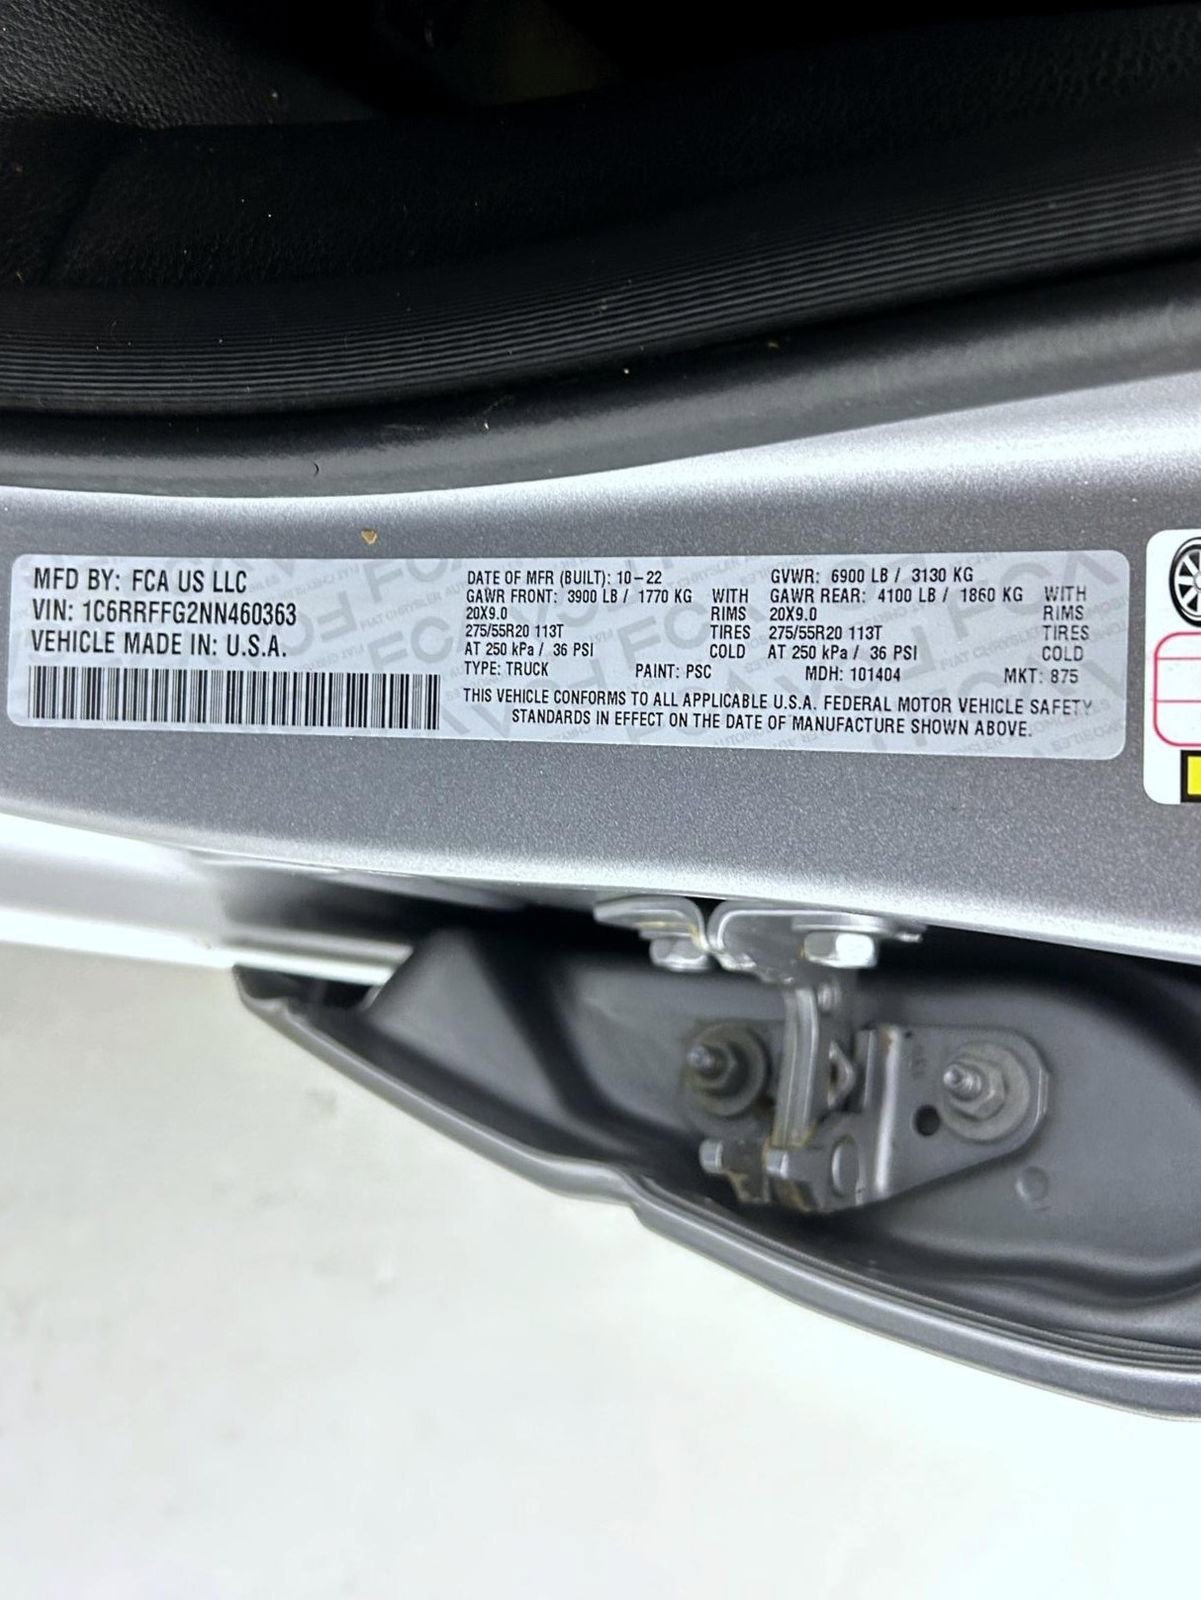 MFD BY: FCA US LLC
VIN: 1C6RRFFG2NN460363
VEHICLE MADE IN: U.S.A.
DATE OF MFR (BUILT): 10-22 GVWR: 6900 LB / 3130 KG
GAWR FRONT: 3900 LB / 1770 KG WITH GAWR REAR: 4100 LB / 1860 KG WITH
20X9.0 RIMS 20X9.0 RIMS
275/55R20 113T TIRES 275/55R20 113T TIRES
AT 250 kPa / 36 PSI COLD AT 250 kPa / 36 PSI COLD
TYPE: TRUCK PAINT: PSC MDH: 101404 MKT: 875
THIS VEHICLE CONFORMS TO ALL APPLICABLE U.S.A. FEDERAL MOTOR VEHICLE SAFETY
STANDARDS IN EFFECT ON THE DATE OF MANUFACTURE SHOWN ABOVE.